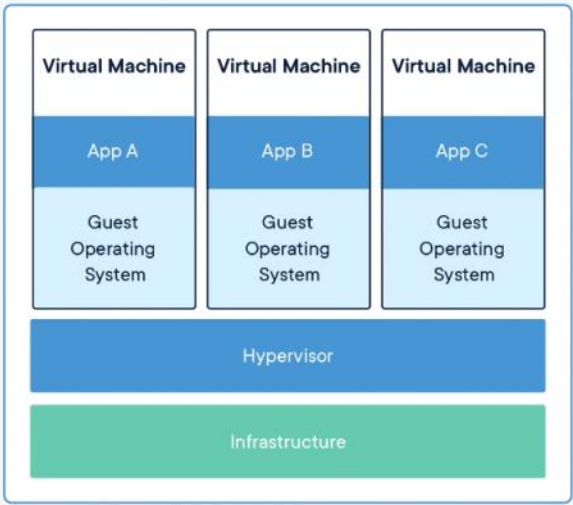 Virtual Machine
Virtual Machine
Virtual Machine
App A
App B
App C
Guest
Operating
System
Guest
Operating
System
Guest
Operating
System
Hypervisor
Infrastructure